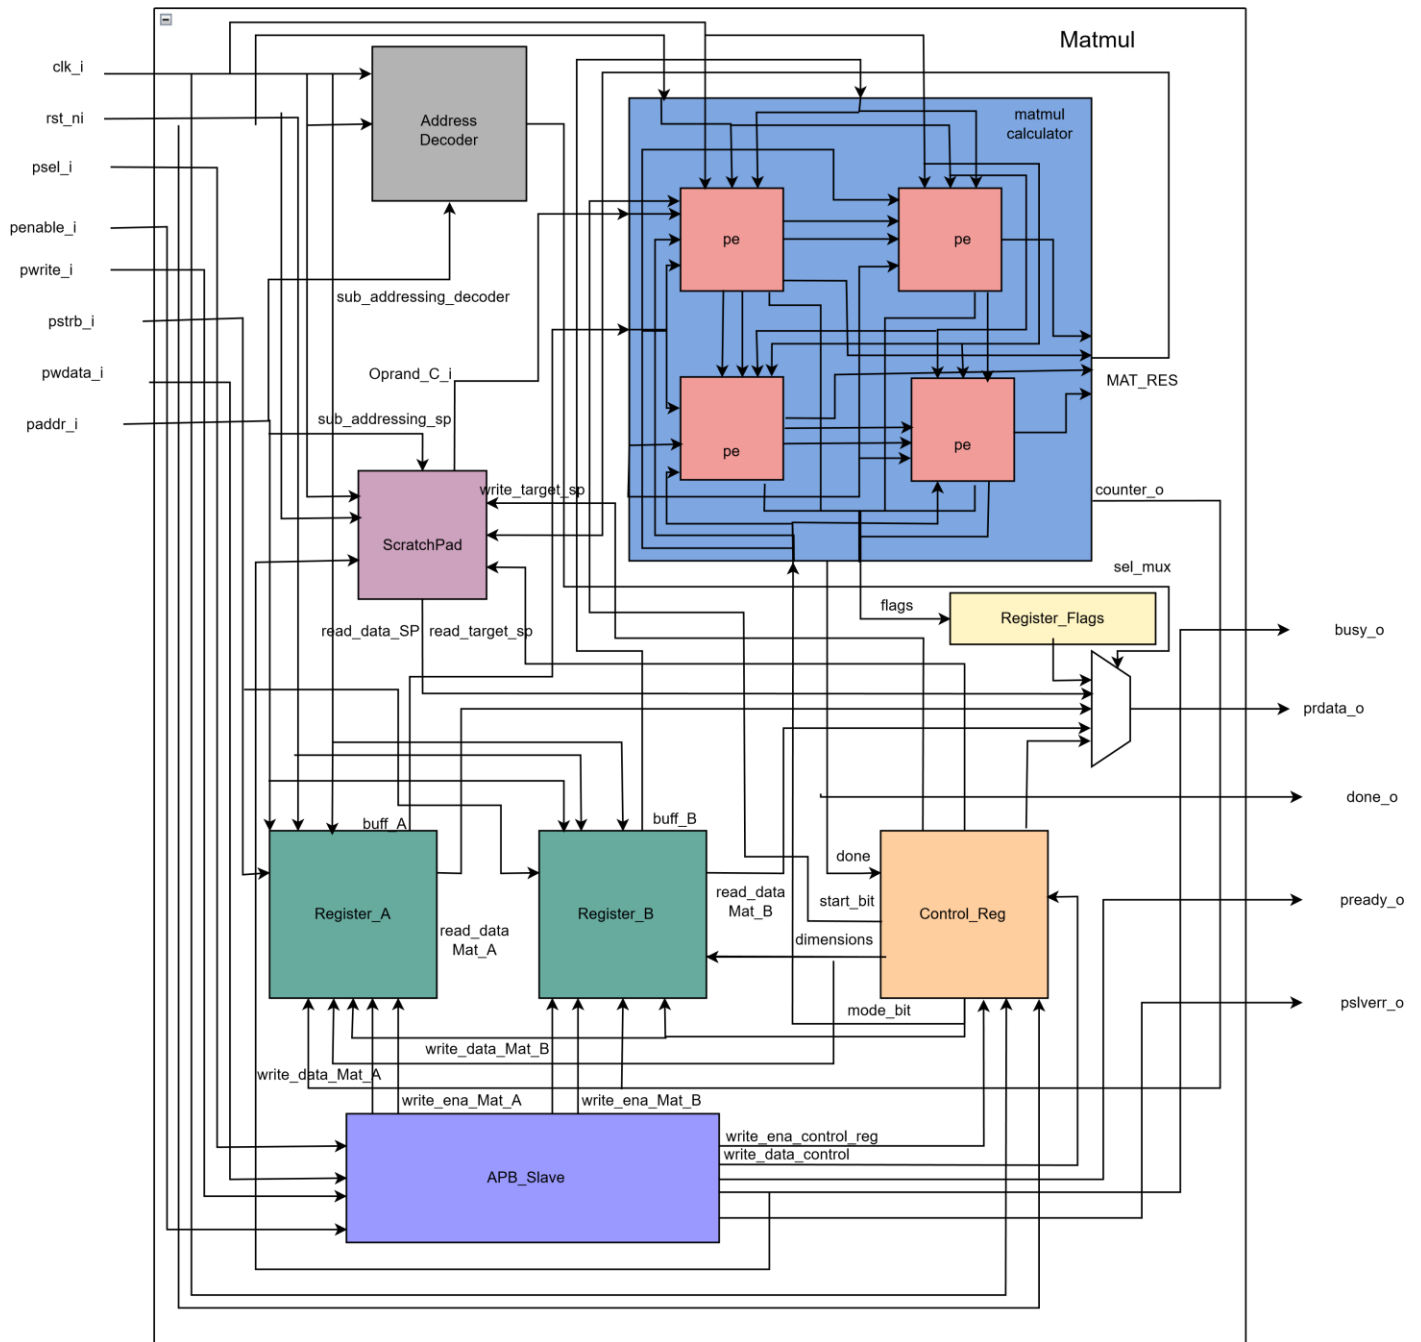 Matmul
clk_i
rst_ni
psel_i
penable_i
pwrite_i
pstrb_i
pwdata_i
paddr_i
Address
Decoder
matmul
calculator
pe
pe
pe
pe
sub_addressing_decoder
Oprand_C_i
sub_addressing_sp
MAT_RES
write_target_sp
counter_o
ScratchPad
sel_mux
flags
Register_Flags
read_data_SP
read_target_sp
busy_o
prdata_o
done_o
buff_A
buff_B
done
start_bit
Register_A
Register_B
Control_Reg
read_data
Mat_A
read_data
Mat_B
dimensions
pready_o
pslverr_o
mode_bit
write_data_Mat_B
write_data_Mat_A
write_ena_Mat_A
write_ena_Mat_B
write_ena_control_reg
write_data_control
APB_Slave